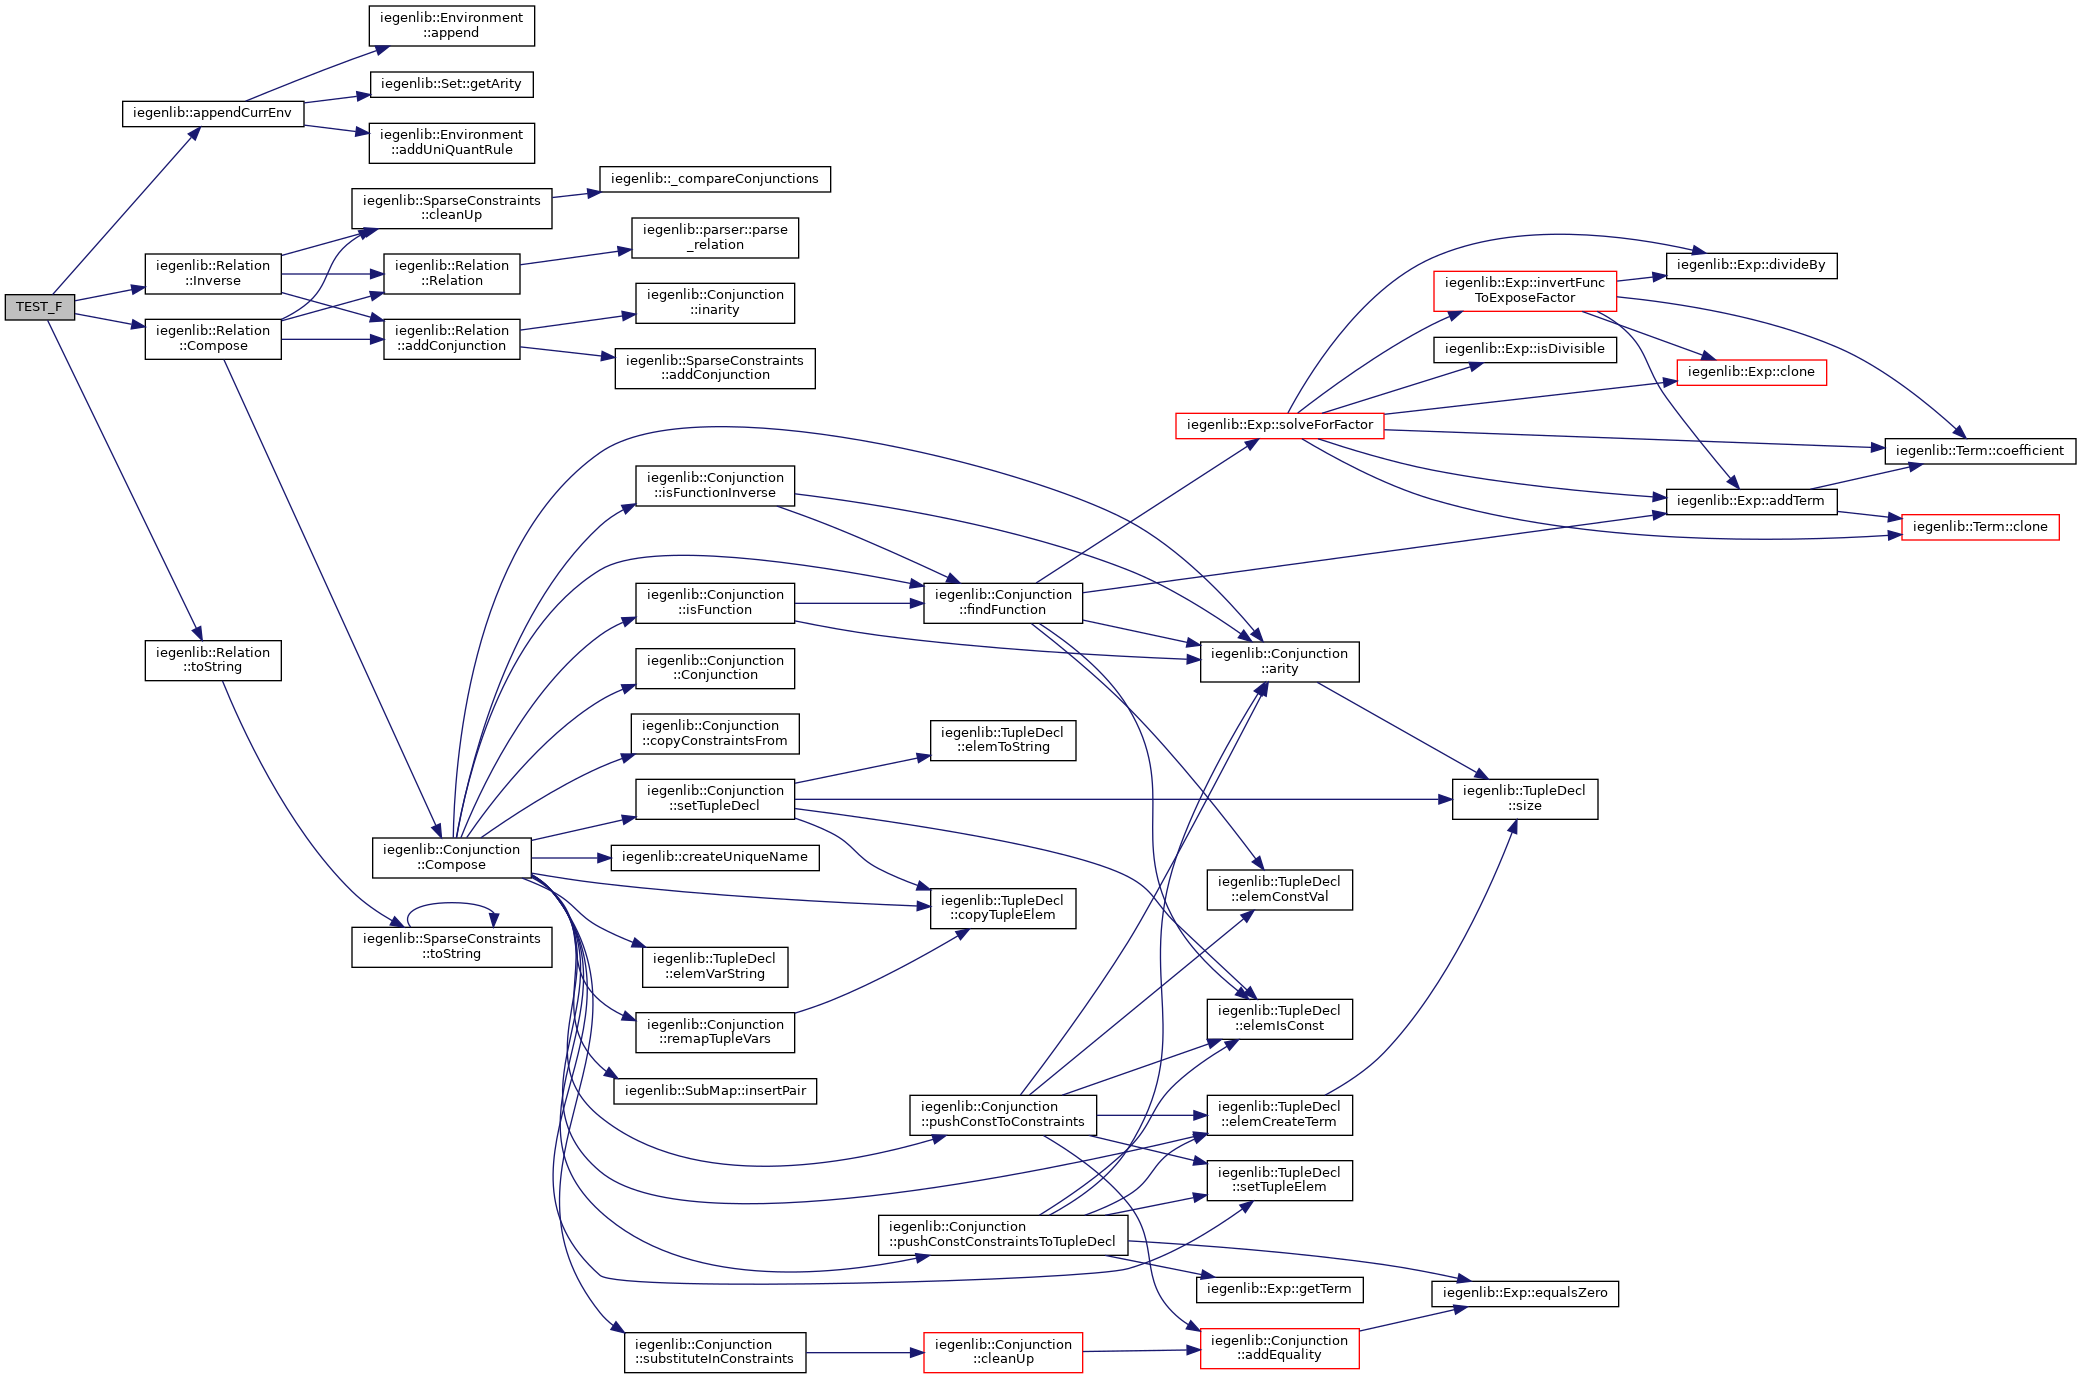 TEST_F
iegenlib::appendCurrEnv
iegenlib::Relation
::Inverse
iegenlib::Relation
::Compose
iegenlib::Relation
::toString
iegenlib::Environment
::append
iegenlib::Set::getArity
iegenlib::Environment
::addUniQuantRule
iegenlib::SparseConstraints
::cleanUp
iegenlib::Relation
::Relation
iegenlib::Relation
::addConjunction
iegenlib::Conjunction
::Compose
iegenlib::SparseConstraints
::toString
iegenlib::_compareConjunctions
iegenlib::parser::parse
_relation
iegenlib::Conjunction
::inarity
iegenlib::SparseConstraints
::addConjunction
iegenlib::Conjunction
::isFunctionInverse
iegenlib::Conjunction
::isFunction
iegenlib::Conjunction
::Conjunction
iegenlib::Conjunction
::copyConstraintsFrom
iegenlib::Conjunction
::setTupleDecl
iegenlib::createUniqueName
iegenlib::TupleDecl
::elemVarString
iegenlib::Conjunction
::remapTupleVars
iegenlib::SubMap::insertPair
iegenlib::Conjunction
::substituteInConstraints
iegenlib::Conjunction
::findFunction
iegenlib::TupleDecl
::elemToString
iegenlib::TupleDecl
::copyTupleElem
iegenlib::Conjunction
::pushConstToConstraints
iegenlib::Conjunction
::pushConstConstraintsToTupleDecl
iegenlib::Conjunction
::cleanUp
iegenlib::Exp::solveForFactor
iegenlib::Conjunction
::arity
iegenlib::TupleDecl
::elemConstVal
iegenlib::TupleDecl
::elemIsConst
iegenlib::TupleDecl
::elemCreateTerm
iegenlib::TupleDecl
::setTupleElem
iegenlib::Exp::getTerm
iegenlib::Conjunction
::addEquality
iegenlib::Exp::invertFunc
ToExposeFactor
iegenlib::Exp::isDivisible
iegenlib::TupleDecl
::size
iegenlib::Exp::equalsZero
iegenlib::Exp::divideBy
iegenlib::Exp::clone
iegenlib::Exp::addTerm
iegenlib::Term::coefficient
iegenlib::Term::clone